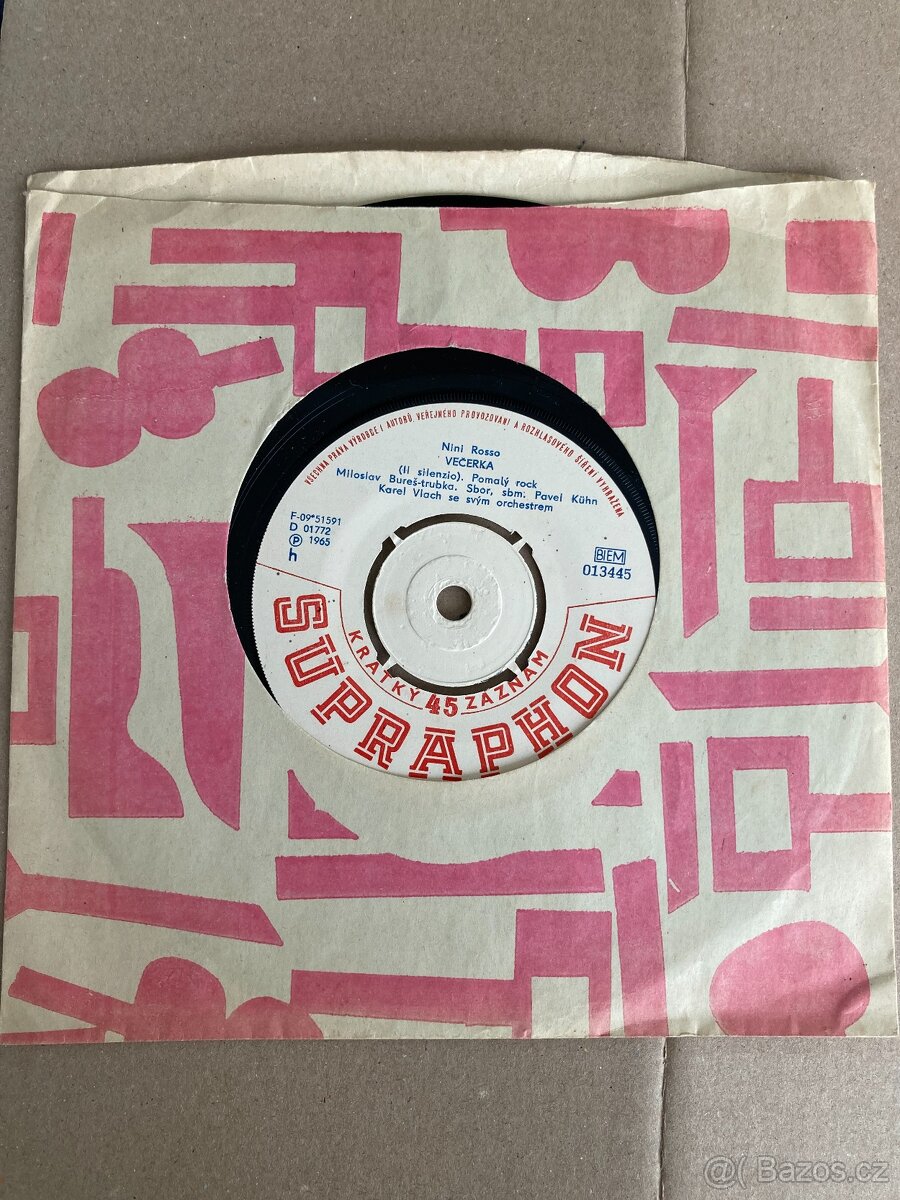 VŠECHNA PRÁVA VÝROBCE I AUTORŮ VEŘEJNÉHO PROVOZOVÁNÍ A ROZHLASOVÉHO ŠÍŘENÍ VYHRAŽENA
Nini Rosso
VEČERKA
(Il silenzio). Pomalý rock
Miloslav Bureš-trubka. Sbor, sbm. Pavel Kühn
Karel Vlach se svým orchestrem
F-09*51591
D 01772
Ⓟ 1965
h
BIEM
013445
KRÁTKÝ 45 ZÁZNAM
SUPRAPHON
@( Bazos.cz